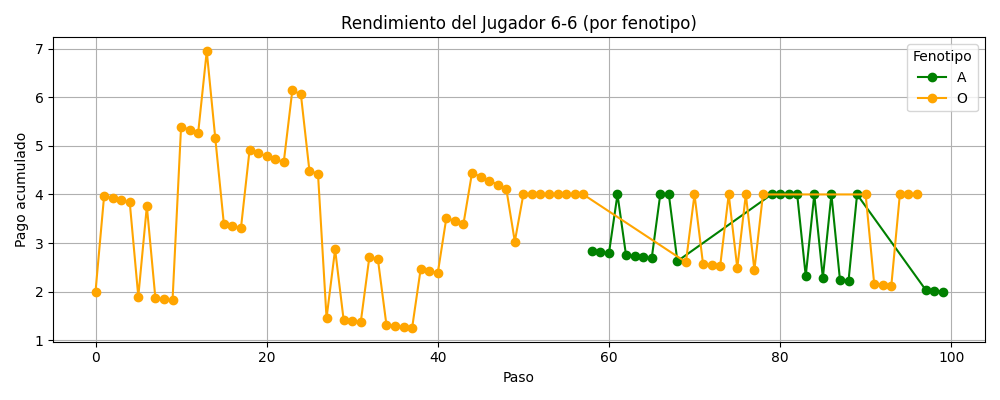 Rendimiento del Jugador 6-6 (por fenotipo)
Pago acumulado
7
6
5
4
3
2
1
Fenotipo
A
O
0 20 40 60 80 100
Paso